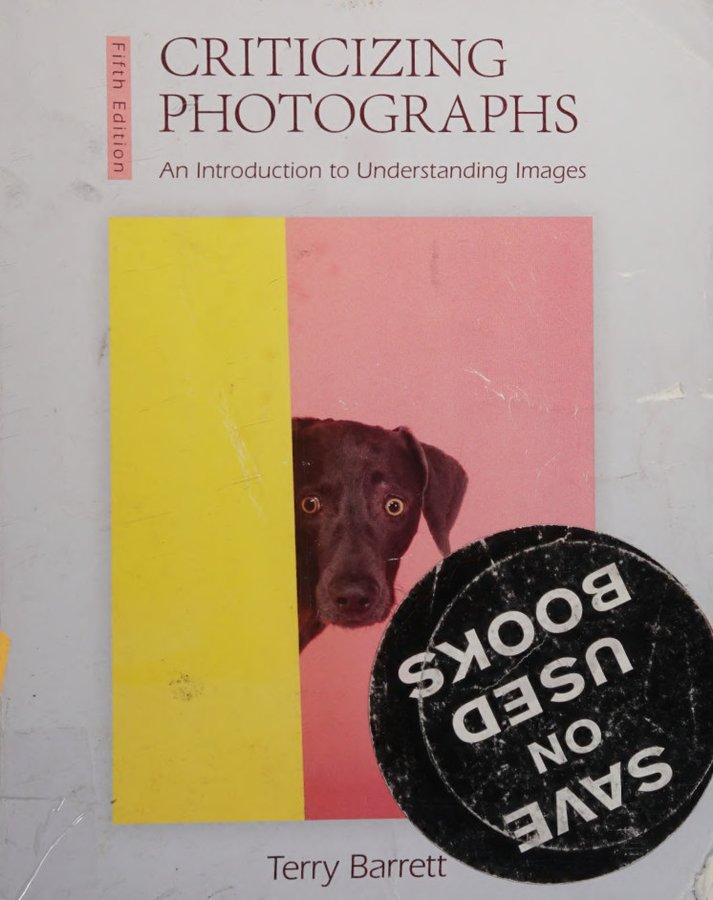 Fifth Edition
CRITICIZING
PHOTOGRAPHS
An Introduction to Understanding Images
SAVE
ON
USED
BOOKS
Terry Barrett